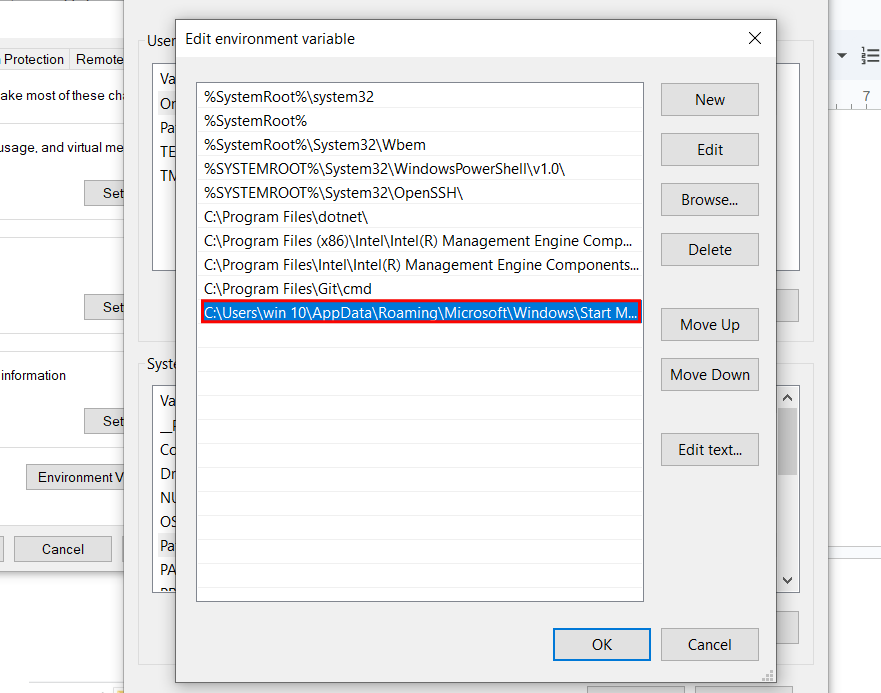 Edit environment variable
Protection
Remote
ake most of these cha
usage, and virtual me
Set
Set
information
Set
Environment V
Cancel
User
Va
On
Pa
TE
TM
Syste
Va
Co
Dr
NU
OS
Pa
PA
%SystemRoot%\system32
%SystemRoot%
%SystemRoot%\System32\Wbem
%SYSTEMROOT%\System32\WindowsPowerShell\v1.0\
%SYSTEMROOT%\System32\OpenSSH\
C:\Program Files\dotnet\
C:\Program Files (x86)\Intel\Intel(R) Management Engine Comp...
C:\Program Files\Intel\Intel(R) Management Engine Components...
C:\Program Files\Git\cmd
C:\Users\win 10\AppData\Roaming\Microsoft\Windows\Start M...
New
Edit
Browse...
Delete
Move Up
Move Down
Edit text...
OK
Cancel
7